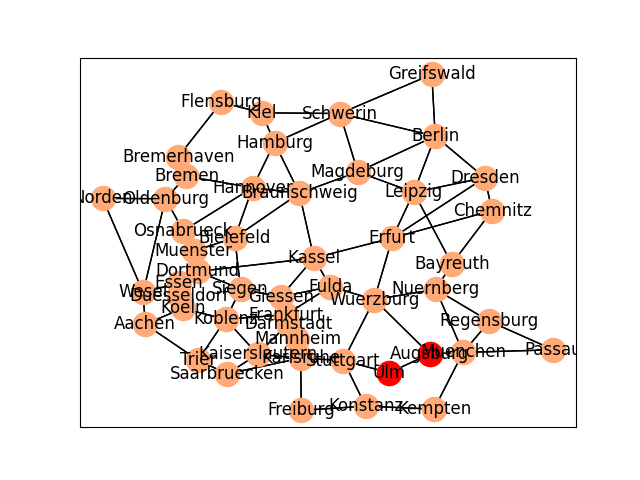 Greifswald
Flensburg
Kiel
Schwerin
Berlin
Hamburg
Bremerhaven
Bremen
Magdeburg
Dresden
Hannover
Braunschweig
Leipzig
Norden
Oldenburg
Chemnitz
Osnabrueck
Bielefeld
Erfurt
Muenster
Kassel
Bayreuth
Dortmund
Essen
Wesel
Duesseldorf
Siegen
Giessen
Fulda
Wuerzburg
Nuernberg
Koeln
Aachen
Koblenz
Frankfurt
Darmstadt
Regensburg
Mannheim
Trier
Kaiserslautern
Karlsruhe
Stuttgart
Augsburg
Muenchen
Passau
Saarbruecken
Ulm
Freiburg
Konstanz
Kempten